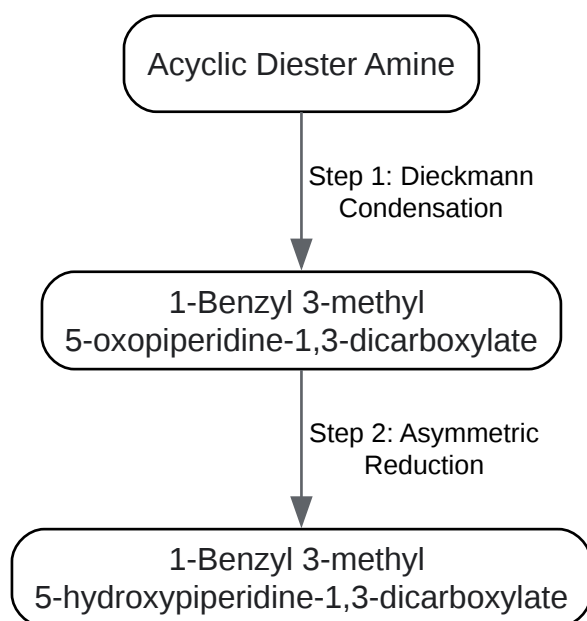 Acyclic Diester Amine
Step 1: Dieckmann
Condensation
1-Benzyl 3-methyl
5-oxopiperidine-1,3-dicarboxylate
Step 2: Asymmetric
Reduction
1-Benzyl 3-methyl
5-hydroxypiperidine-1,3-dicarboxylate